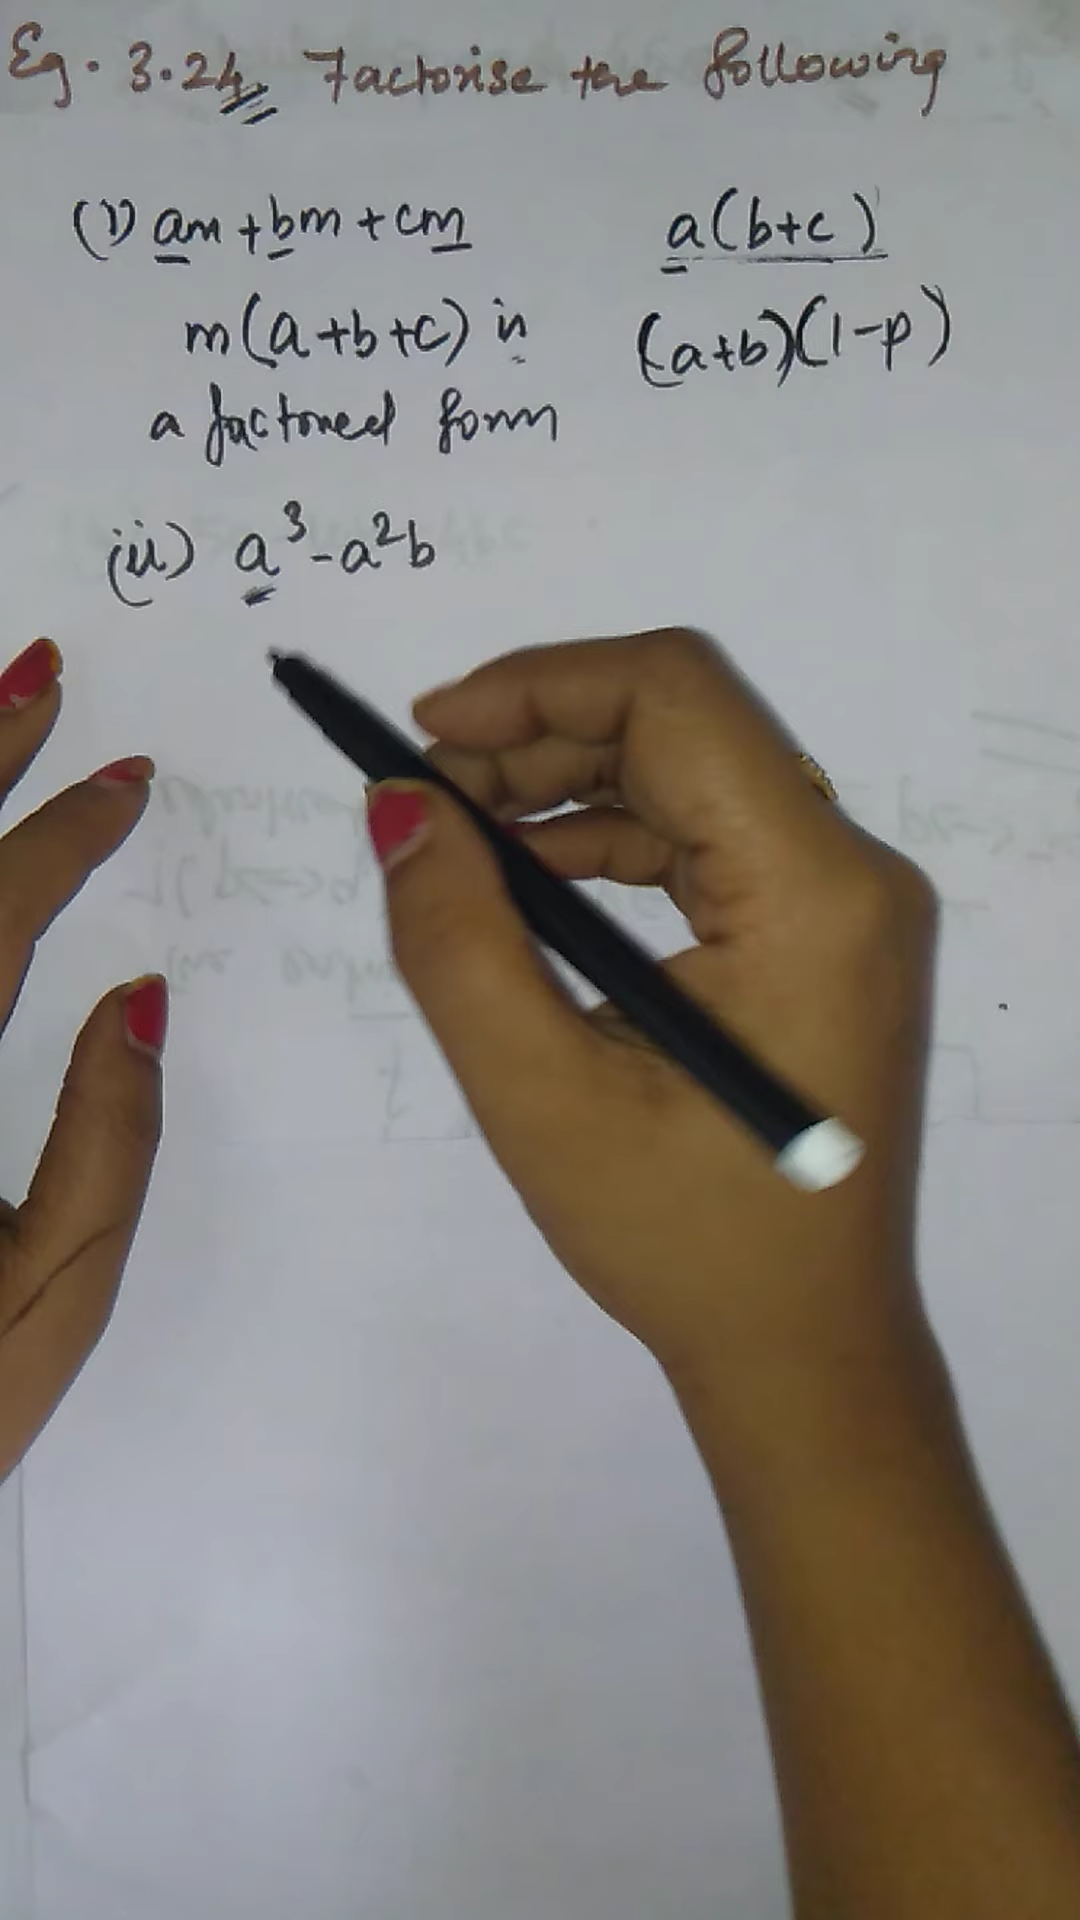 Eg. 3.24 Factorise the following
(i) am + bm + cm
a(b+c)
m(a+b+c) is
(a+b)(1-p)
a factored form
(ii) a³ - a²b